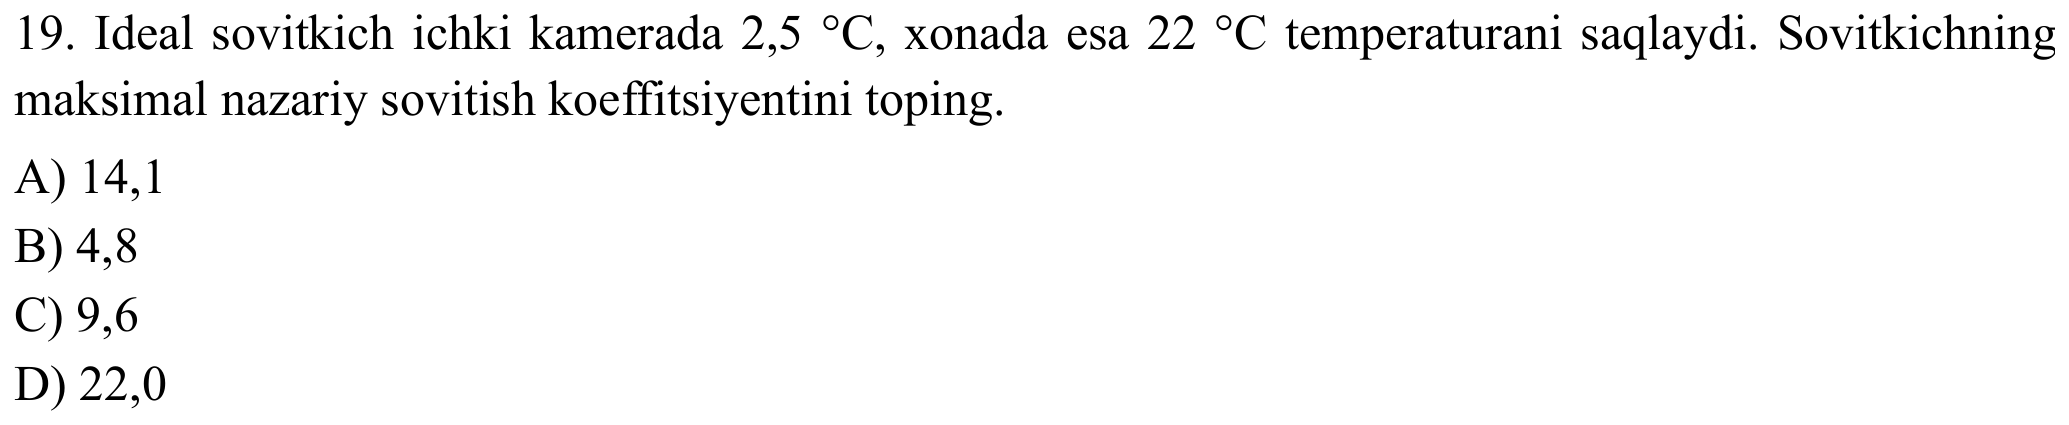 19. Ideal sovitkich ichki kamerada 2,5 °C, xonada esa 22 °C temperaturani saqlaydi. Sovitkichning
maksimal nazariy sovitish koeffitsiyentini toping.
A) 14,1
B) 4,8
C) 9,6
D) 22,0